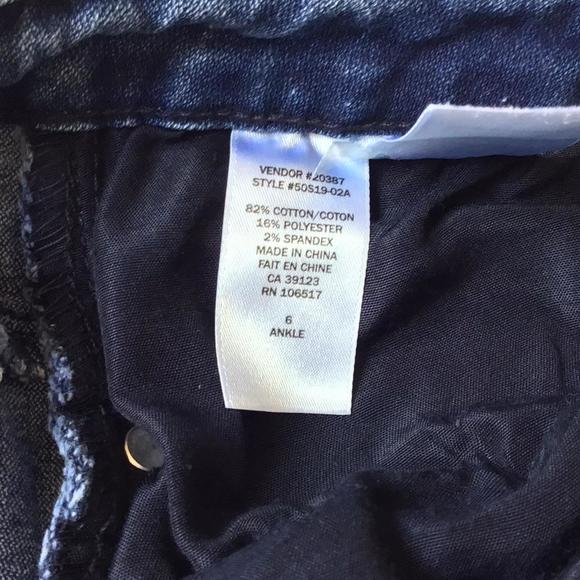 VENDOR #20387
STYLE #50S19-02A
82% COTTON/COTON
16% POLYESTER
2% SPANDEX
MADE IN CHINA
FAIT EN CHINE
CA 39123
RN 106517
6
ANKLE